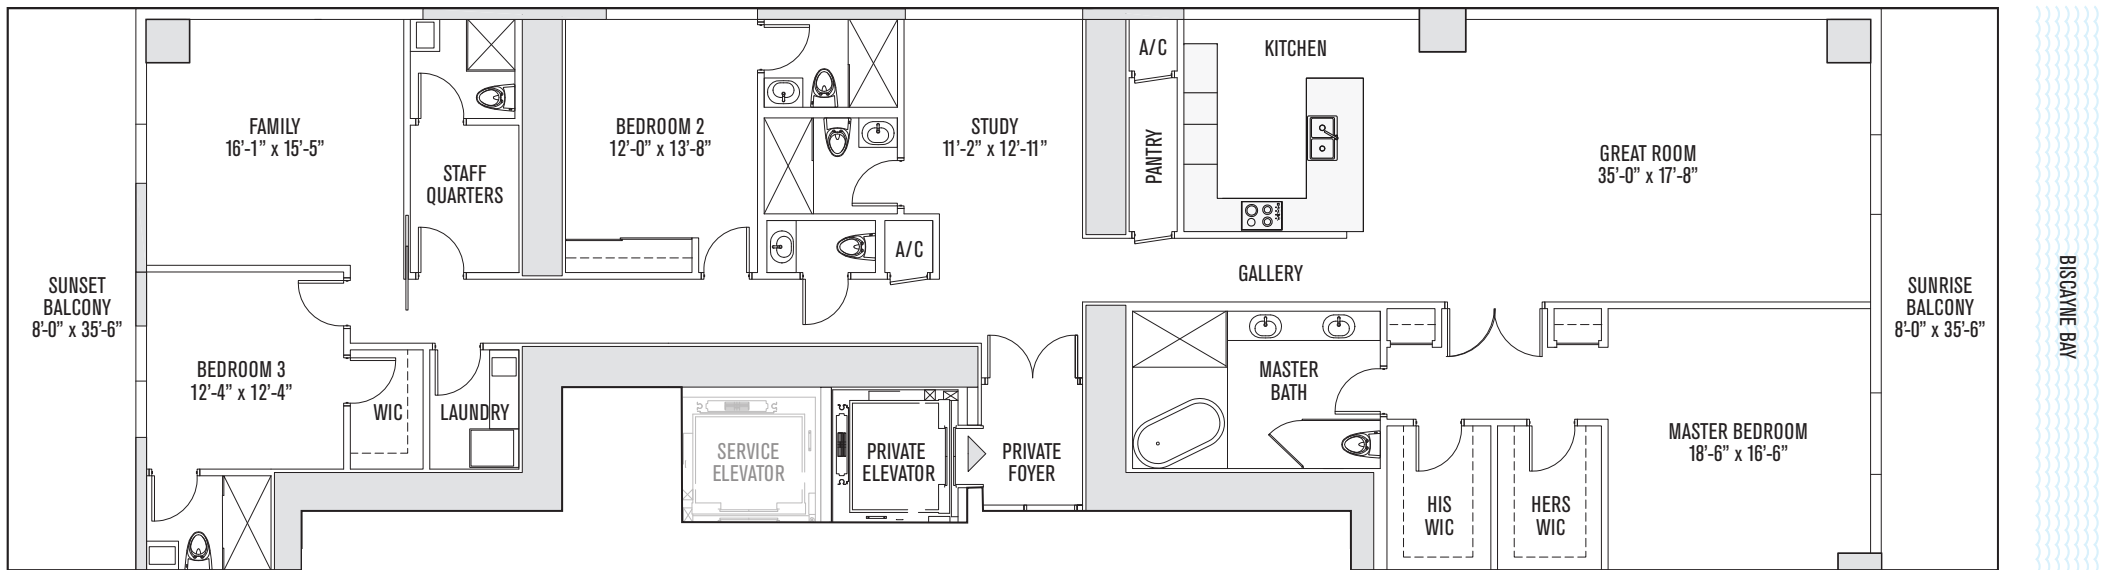 SUNSET
BALCONY
8’-0” x 35’-6”
FAMILY
16’-1” x 15’-5”
STAFF
QUARTERS
BEDROOM 2
12’-0” x 13’-8”
STUDY
11’-2” x 12’-11”
A/C
PANTRY
KITCHEN
GREAT ROOM
35’-0” x 17’-8”
A/C
GALLERY
SUNRISE
BALCONY
8’-0” x 35’-6”
BISCAYNE BAY
BEDROOM 3
12’-4” x 12’-4”
WIC
LAUNDRY
SERVICE
ELEVATOR
PRIVATE
ELEVATOR
PRIVATE
FOYER
MASTER
BATH
MASTER BEDROOM
18’-6” x 16’-6”
HIS
WIC
HERS
WIC